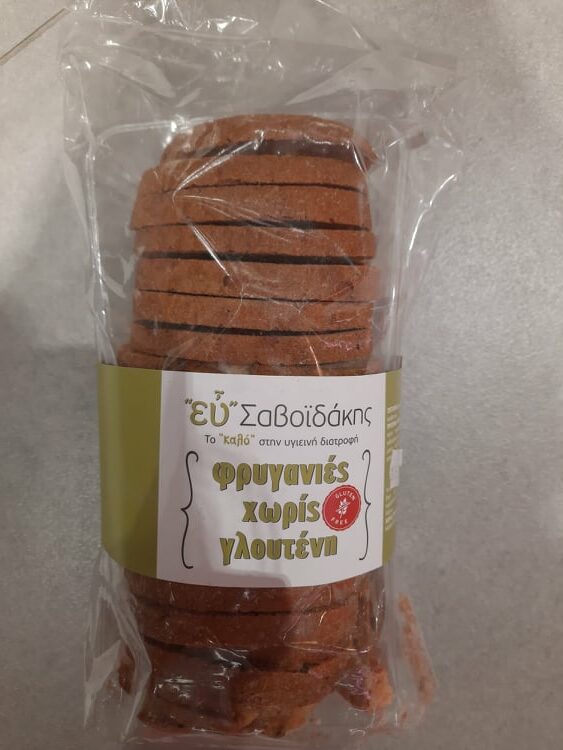 "εὖ" Σαβοϊδάκης
Το "καλό" στην υγιεινή διατροφή
φρυγανιές
χωρίς
γλουτένη
GLUTEN
FREE